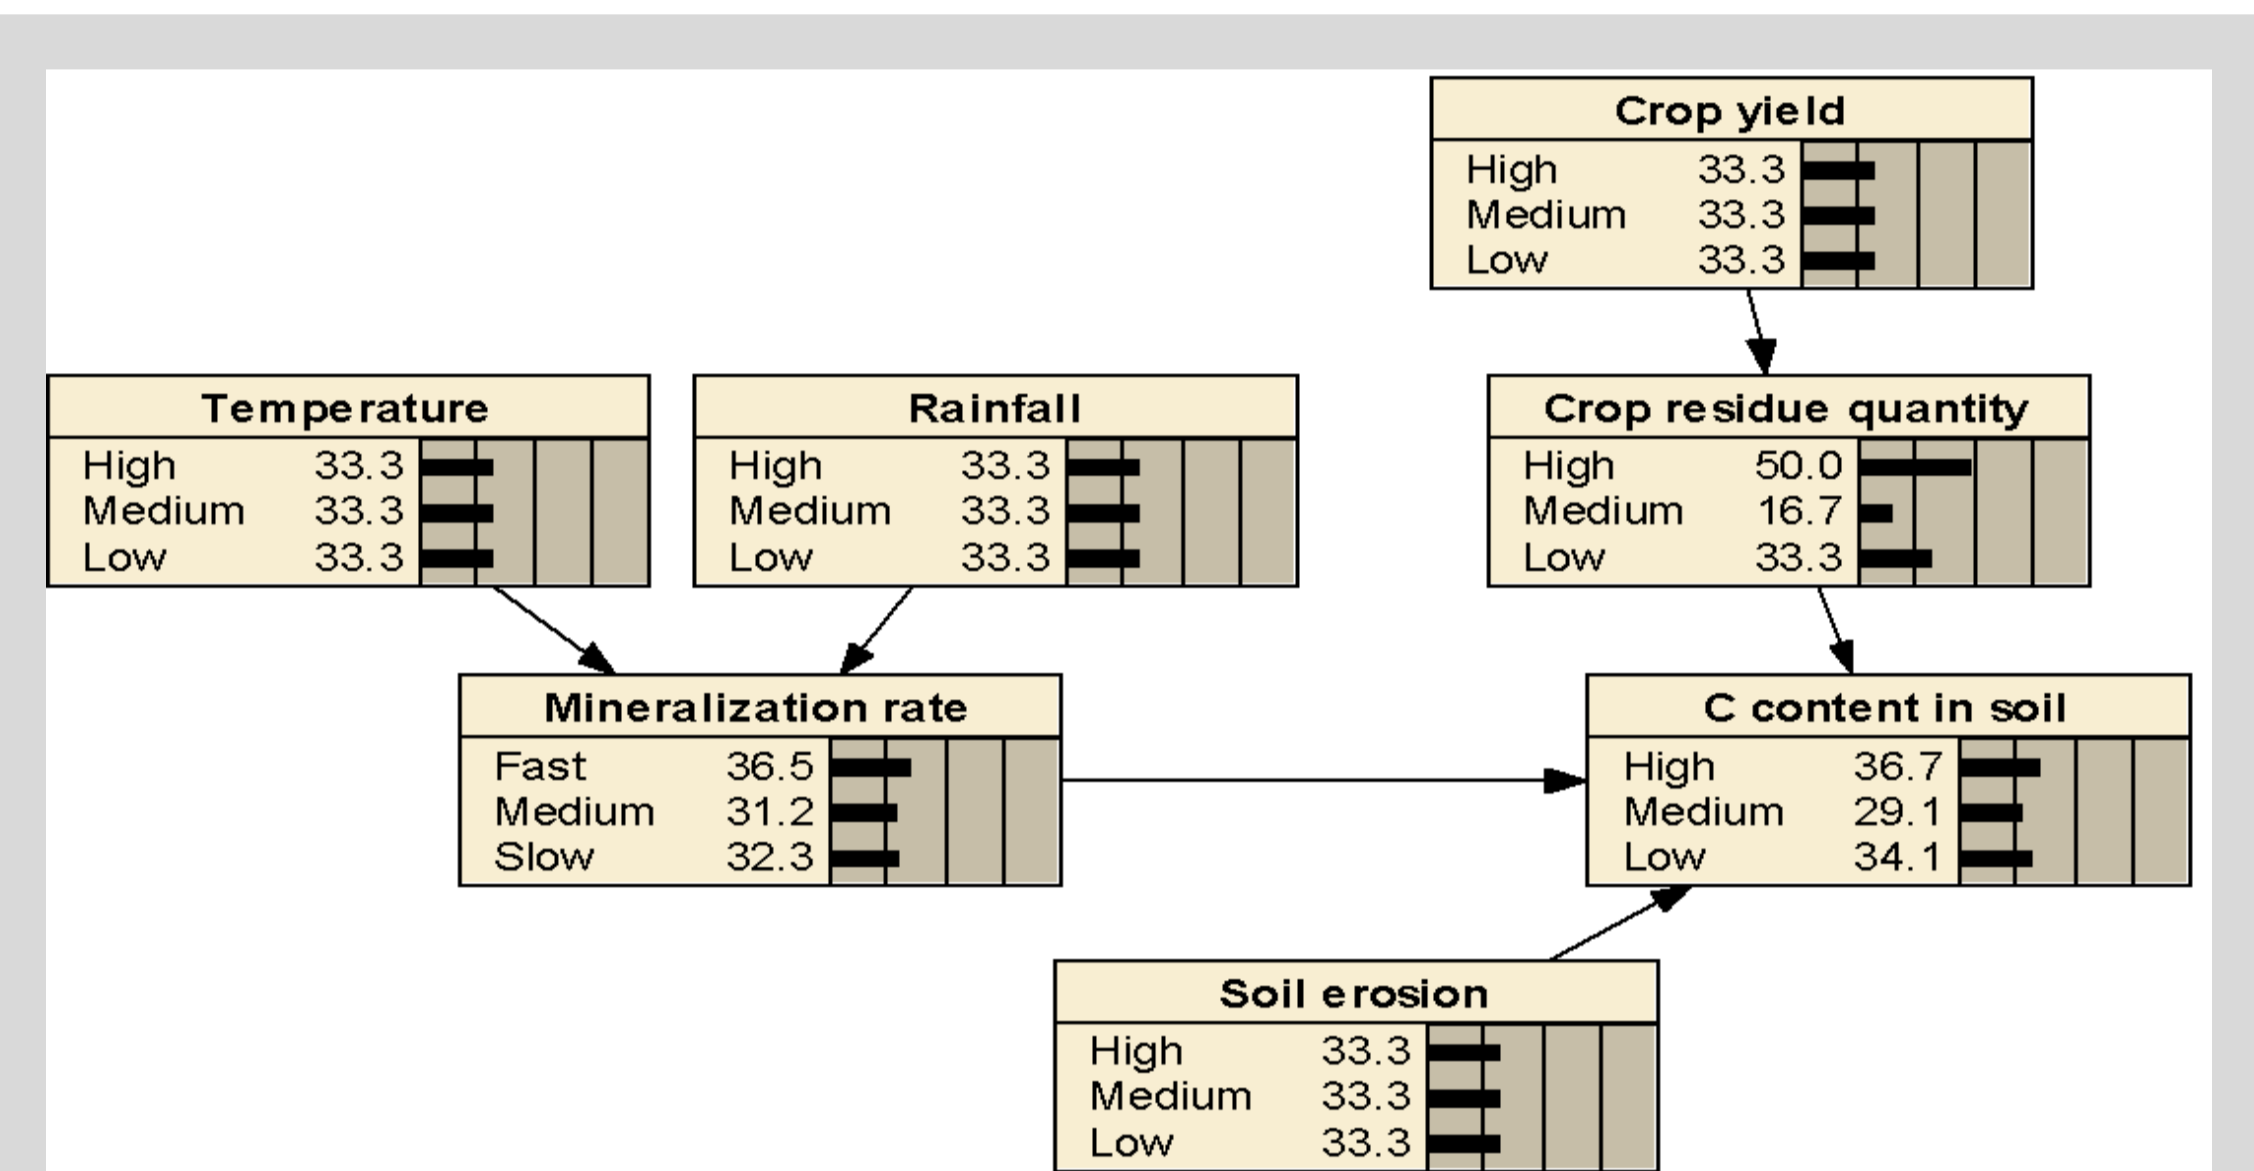 Crop yield
High 33.3
Medium 33.3
Low 33.3
Temperature
High 33.3
Medium 33.3
Low 33.3
Rainfall
High 33.3
Medium 33.3
Low 33.3
Crop residue quantity
High 50.0
Medium 16.7
Low 33.3
Mineralization rate
Fast 36.5
Medium 31.2
Slow 32.3
C content in soil
High 36.7
Medium 29.1
Low 34.1
Soil erosion
High 33.3
Medium 33.3
Low 33.3